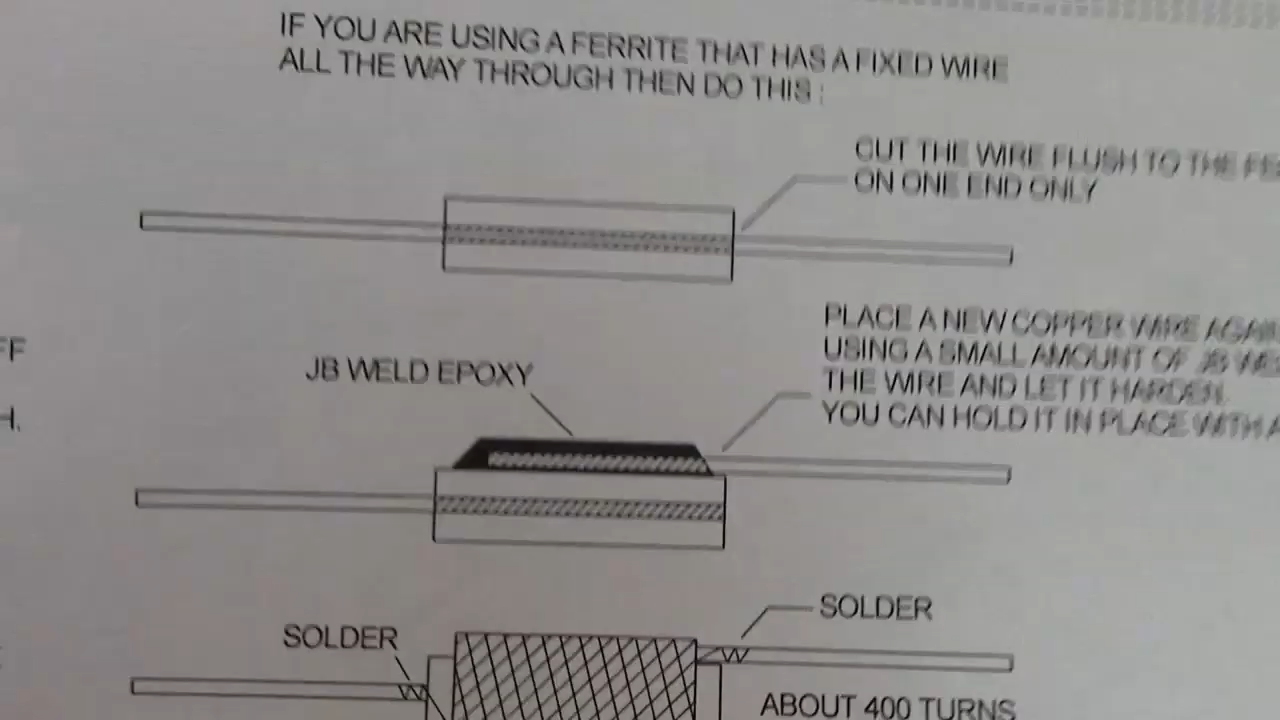 IF YOU ARE USING A FERRITE THAT HAS A FIXED WIRE
ALL THE WAY THROUGH THEN DO THIS :
CUT THE WIRE FLUSH TO THE
ON ONE END ONLY
PLACE A NEW COPPER WIRE
USING A SMALL AMOUNT OF JB
THE WIRE AND LET IT HARDEN.
YOU CAN HOLD IT IN PLACE WITH A
FF
H.
JB WELD EPOXY
SOLDER
SOLDER
ABOUT 400 TURNS